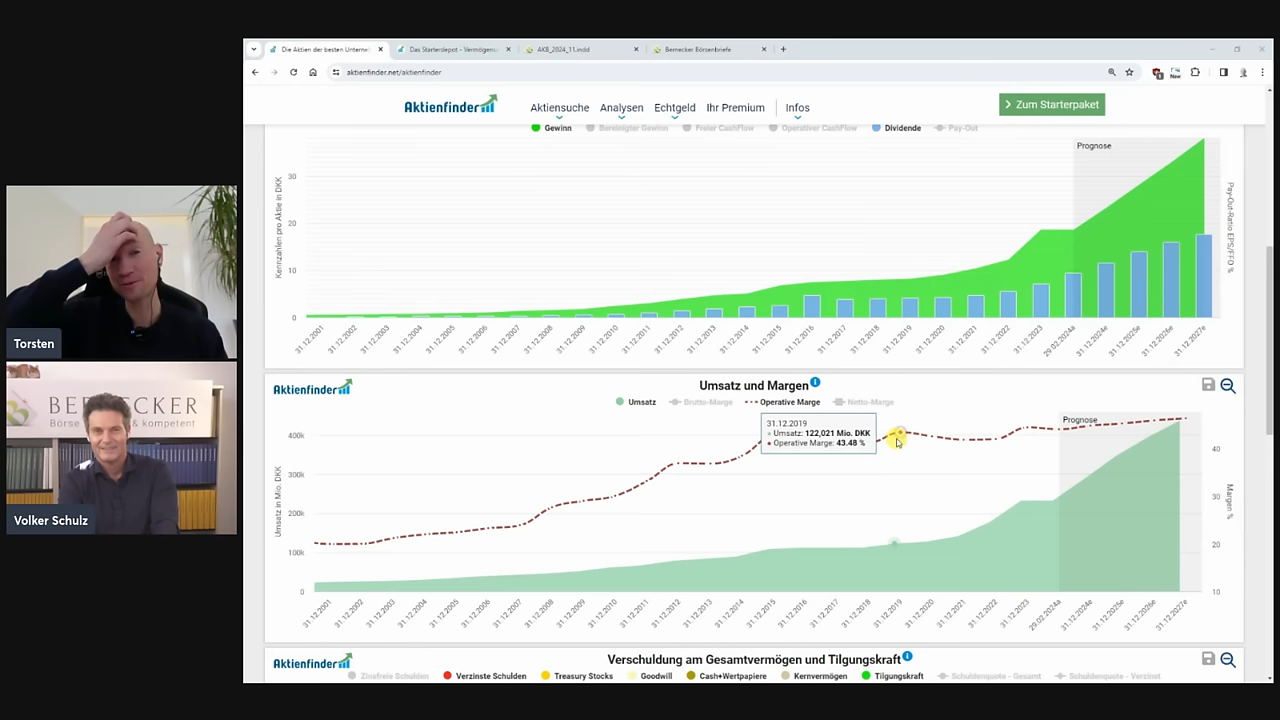 Die Aktien der besten Unterne
Das Starterdepot - Vermögensu
AKB_2024_11.indd
Bernecker Börsenbriefe
aktienfinder.net/aktienfinder
New
Aktienfinder
Aktiensuche
Analysen
Echtgeld
Ihr Premium
Infos
Zum Starterpaket
Gewinn
Bereinigter Gewinn
Freier CashFlow
Operativer CashFlow
Dividende
Pay-Out
Kennzahlen pro Aktie in DKK
30
20
10
0
Prognose
Pay-Out-Ratio EPS/FFO %
31.12.2001
31.12.2002
31.12.2003
31.12.2004
31.12.2005
31.12.2006
31.12.2007
31.12.2008
31.12.2009
31.12.2010
31.12.2011
31.12.2012
31.12.2013
31.12.2014
31.12.2015
31.12.2016
31.12.2017
31.12.2018
31.12.2019
31.12.2020
31.12.2021
31.12.2022
31.12.2023
29.02.2024a
31.12.2024e
31.12.2025e
31.12.2026e
31.12.2027e
Aktienfinder
Umsatz und Margen
Umsatz
Brutto-Marge
Operative Marge
Netto-Marge
Umsatz in Mio. DKK
400k
300k
200k
100k
0
31.12.2019
Umsatz: 122,021 Mio. DKK
Operative Marge: 43.48 %
Prognose
40
30
20
10
Margen %
31.12.2001
31.12.2002
31.12.2003
31.12.2004
31.12.2005
31.12.2006
31.12.2007
31.12.2008
31.12.2009
31.12.2010
31.12.2011
31.12.2012
31.12.2013
31.12.2014
31.12.2015
31.12.2016
31.12.2017
31.12.2018
31.12.2019
31.12.2020
31.12.2021
31.12.2022
31.12.2023
29.02.2024a
31.12.2024e
31.12.2025e
31.12.2026e
31.12.2027e
Aktienfinder
Verschuldung am Gesamtvermögen und Tilgungskraft
Zinsfreie Schulden
Verzinste Schulden
Treasury Stocks
Goodwill
Cash+Wertpapiere
Kernvermögen
Tilgungskraft
Schuldenquote - Gesamt
Schuldenquote - Verzinst
Torsten
BE
ECKER
Börse
& kompetent
Volker Schulz